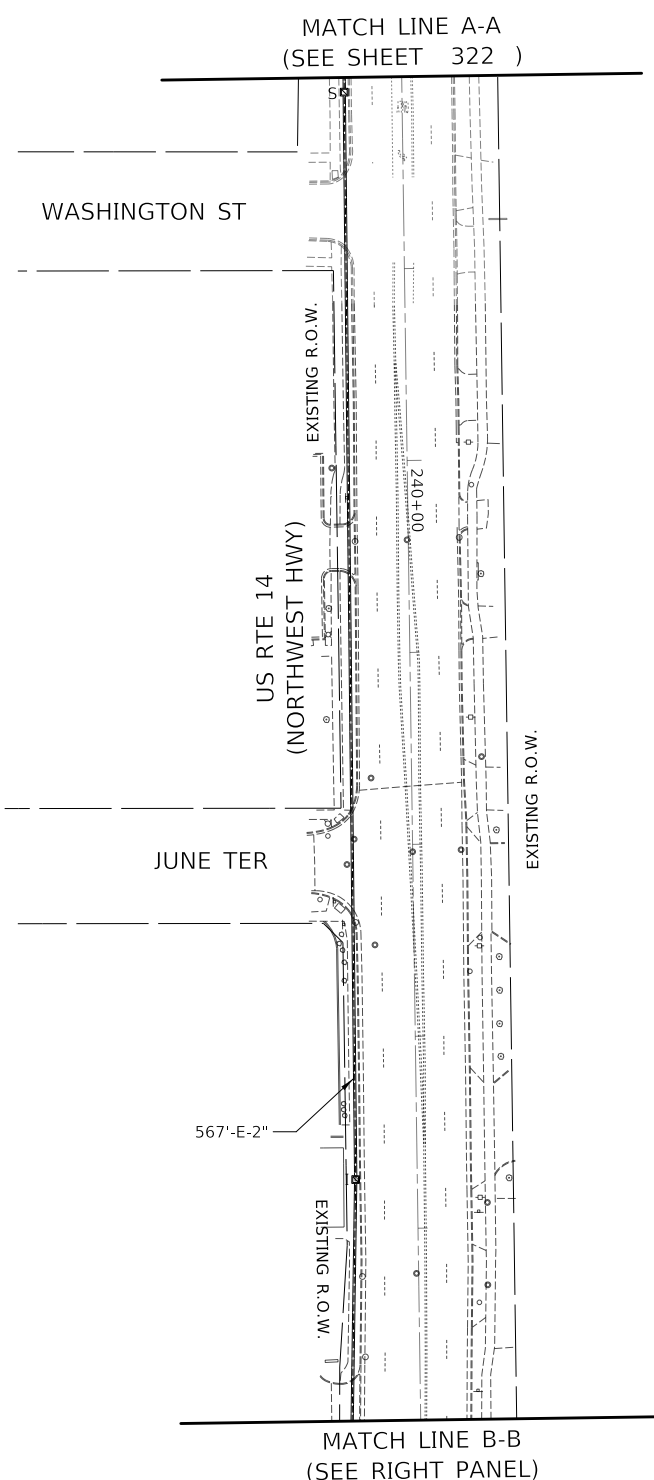 MATCH LINE A-A
(SEE SHEET 322 )
S
WASHINGTON ST
EXISTING R.O.W.
240+00
US RTE 14
(NORTHWEST HWY)
EXISTING R.O.W.
JUNE TER
567'-E-2"
I
EXISTING R.O.W.
MATCH LINE B-B
(SEE RIGHT PANEL)